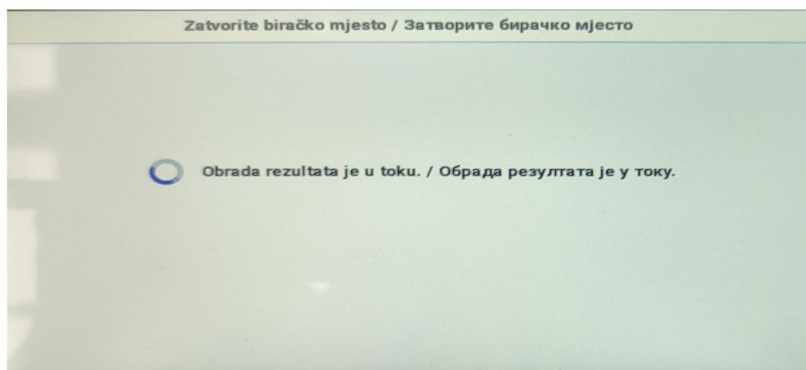 Zatvorite biračko mjesto / Затворите бирачко мјесто
Obrada rezultata je u toku. / Обрада резултата је у току.